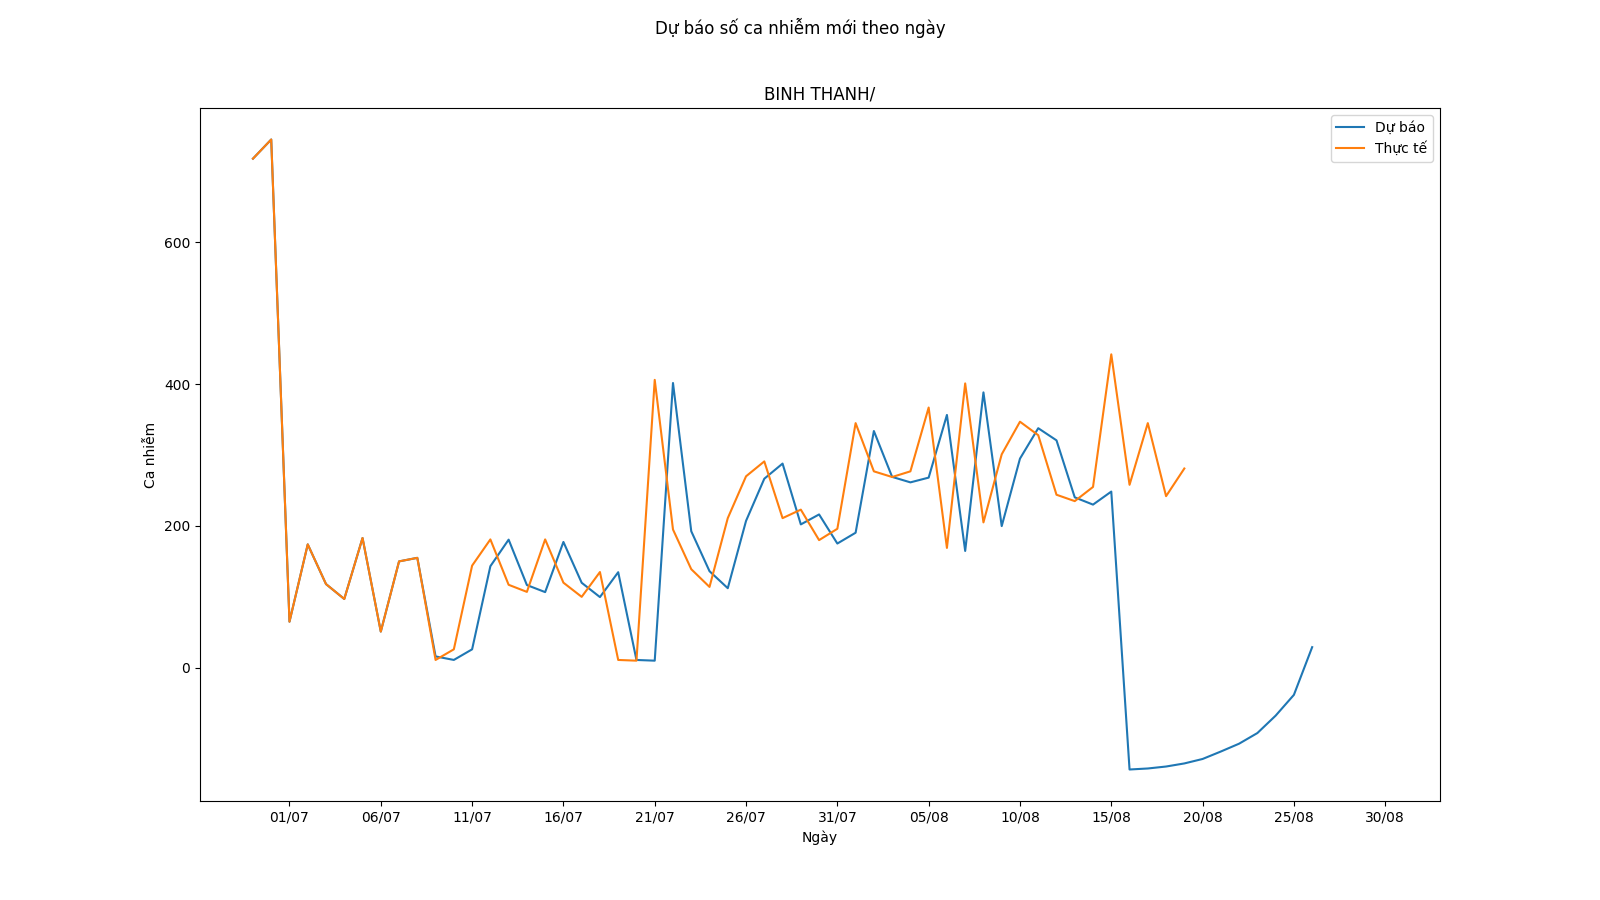 Dự báo số ca nhiễm mới theo ngày
BINH THANH/
Dự báo
Thực tế
600
400
200
0
Ca nhiễm
01/07 06/07 11/07 16/07 21/07 26/07 31/07 05/08 10/08 15/08 20/08 25/08 30/08
Ngày